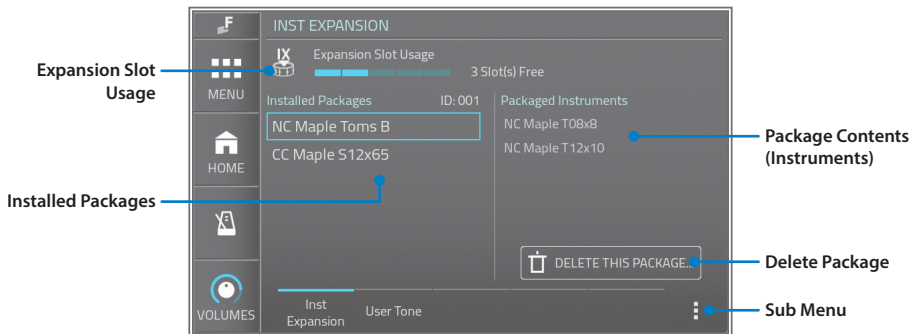 F
INST EXPANSION
IX
Expansion Slot Usage
3 Slot(s) Free
Expansion Slot
Usage
MENU
Installed Packages ID: 001 Packaged Instruments
NC Maple Toms B
NC Maple T08x8
CC Maple S12x65
NC Maple T12x10
Package Contents
(Instruments)
HOME
Installed Packages
DELETE THIS PACKAGE...
Delete Package
VOLUMES
Inst
Expansion
User Tone
Sub Menu